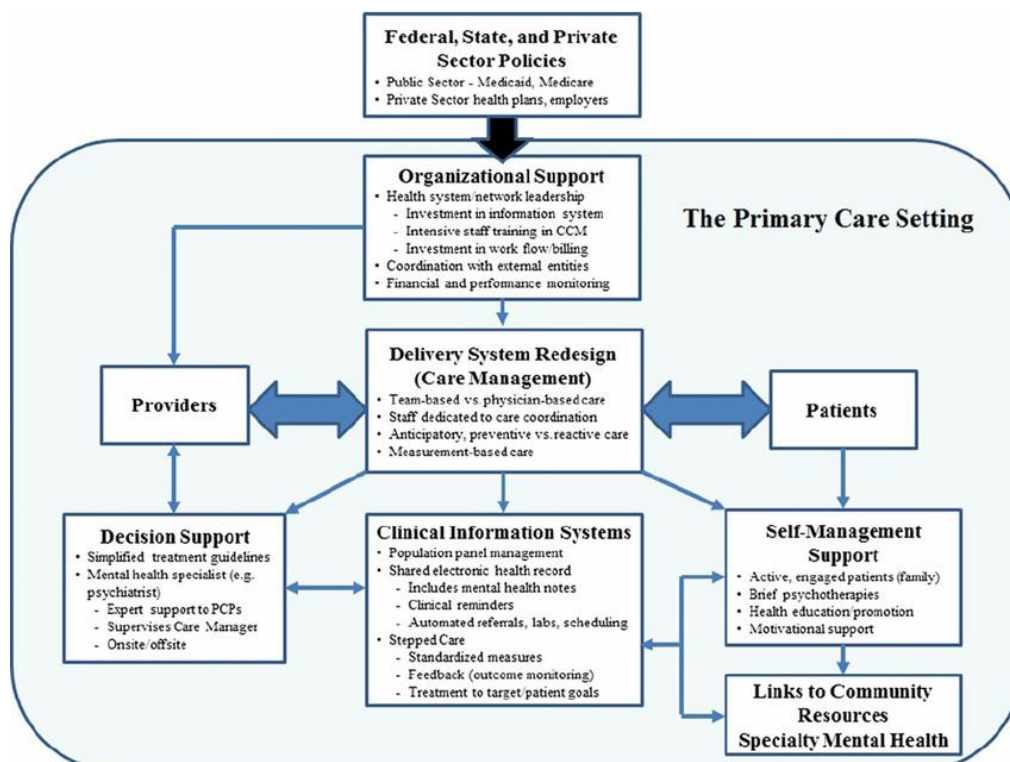 Federal, State, and Private
Sector Policies
• Public Sector - Medicaid, Medicare
• Private Sector health plans, employers
The Primary Care Setting
Organizational Support
• Health system/network leadership
- Investment in information system
- Intensive staff training in CCM
- Investment in work flow/billing
• Coordination with external entities
• Financial and performance monitoring
Providers
Delivery System Redesign
(Care Management)
• Team-based vs. physician-based care
• Staff dedicated to care coordination
• Anticipatory, preventive vs. reactive care
• Measurement-based care
Patients
Decision Support
• Simplified treatment guidelines
• Mental health specialist (e.g.
psychiatrist)
- Expert support to PCPs
- Supervises Care Manager
- Onsite/offsite
Clinical Information Systems
• Population panel management
• Shared electronic health record
- Includes mental health notes
- Clinical reminders
- Automated referrals, labs, scheduling
• Stepped Care
- Standardized measures
- Feedback (outcome monitoring)
- Treatment to target/patient goals
Self-Management
Support
• Active, engaged patients (family)
• Brief psychotherapies
• Health education/promotion
• Motivational support
Links to Community
Resources
Specialty Mental Health